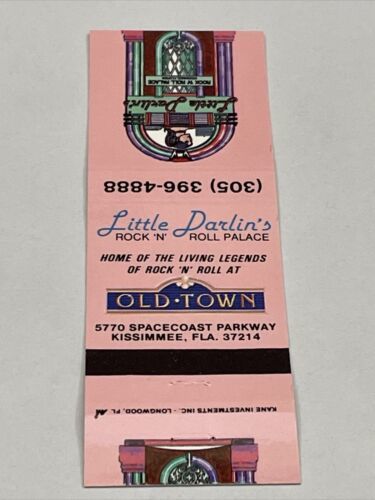 Little Darlin's
ROCK 'N' ROLL PALACE
(305) 396-4888
Little Darlin's
ROCK 'N' ROLL PALACE
HOME OF THE LIVING LEGENDS
OF ROCK 'N' ROLL AT
OLD•TOWN
5770 SPACECOAST PARKWAY
KISSIMMEE, FLA. 37214
KANE INVESTMENTS INC. - LONGWOOD, FL.